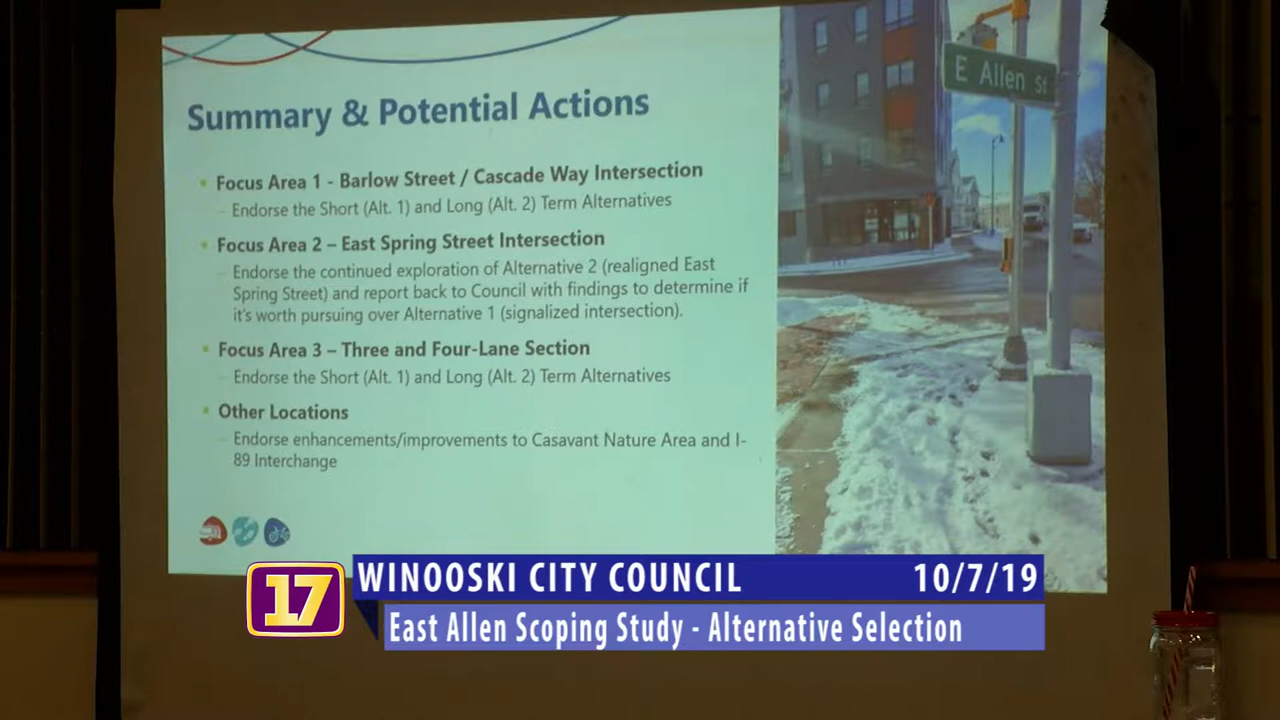 Summary & Potential Actions
E Allen St
• Focus Area 1 - Barlow Street / Cascade Way Intersection
– Endorse the Short (Alt. 1) and Long (Alt. 2) Term Alternatives
• Focus Area 2 – East Spring Street Intersection
– Endorse the continued exploration of Alternative 2 (realigned East
Spring Street) and report back to Council with findings to determine if
it's worth pursuing over Alternative 1 (signalized intersection).
• Focus Area 3 – Three and Four-Lane Section
– Endorse the Short (Alt. 1) and Long (Alt. 2) Term Alternatives
• Other Locations
– Endorse enhancements/improvements to Casavant Nature Area and I-
89 Interchange
17
WINOOSKI CITY COUNCIL 10/7/19
East Allen Scoping Study - Alternative Selection